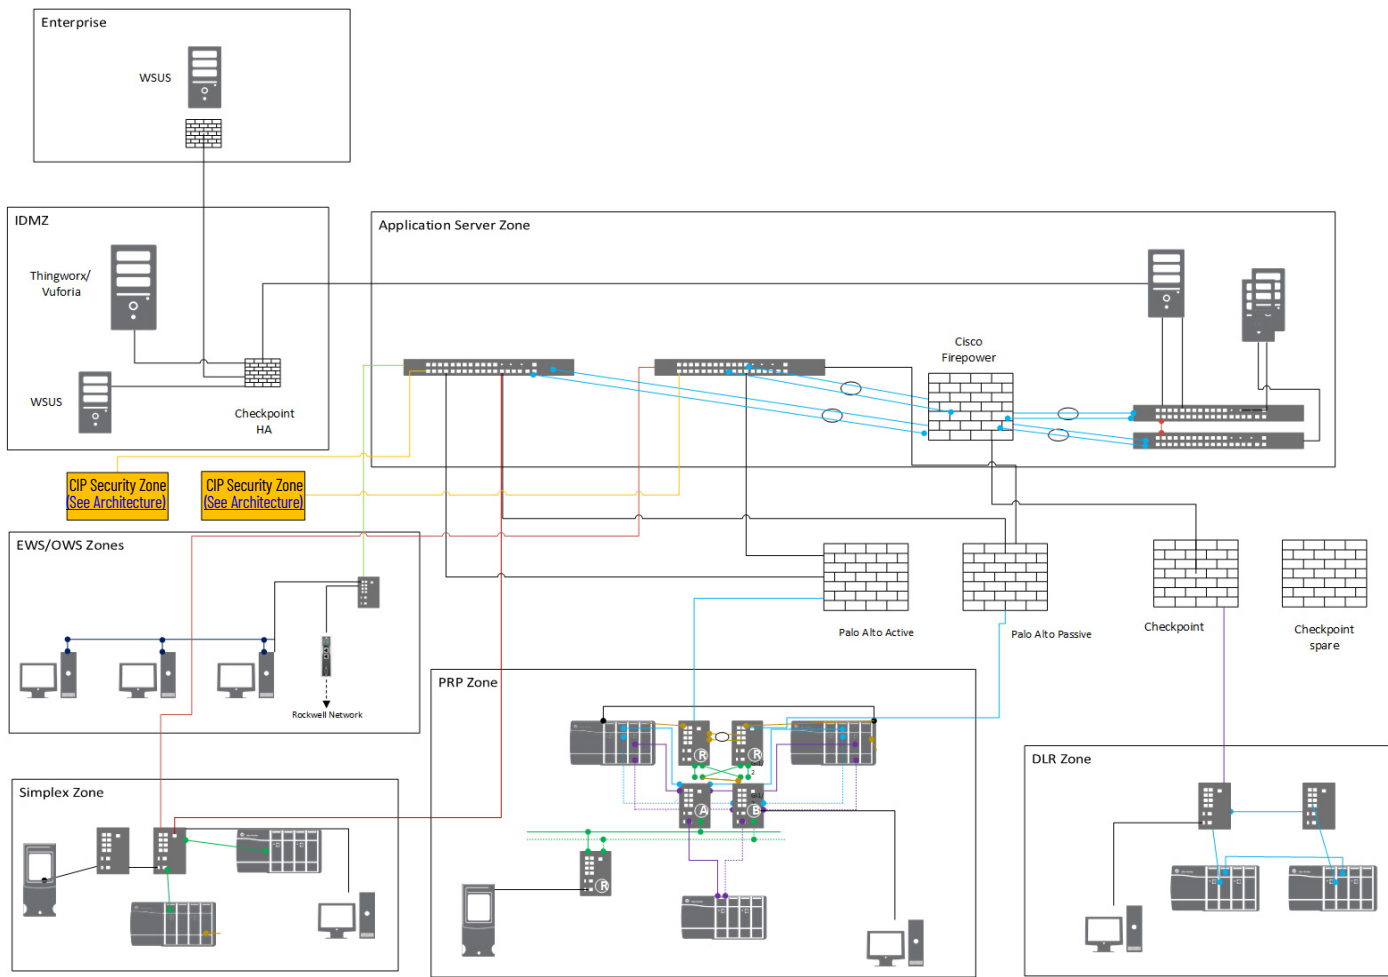 Enterprise
WSUS
IDMZ
Thingworx/
Vuforia
WSUS
Checkpoint
HA
Application Server Zone
Cisco
Firepower
CIP Security Zone
(See Architecture)
CIP Security Zone
(See Architecture)
EWS/OWS Zones
Rockwell Network
Palo Alto Active
Palo Alto Passive
Checkpoint
Checkpoint
spare
PRP Zone
R
R
2
A
B
R
DLR Zone
Simplex Zone